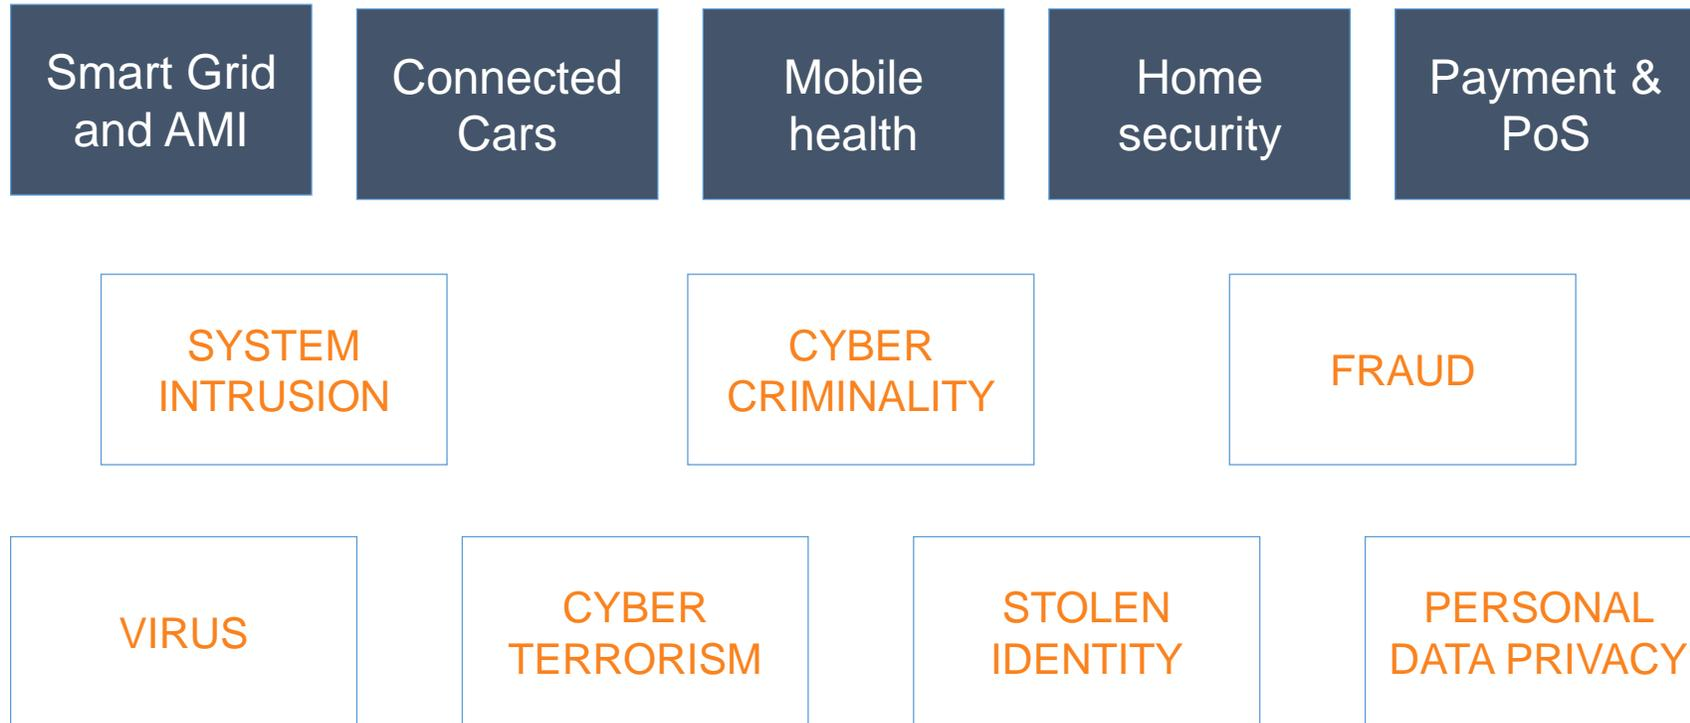 Smart Grid
and AMI
Connected
Cars
Mobile
health
Home
security
Payment &
PoS
SYSTEM
INTRUSION
CYBER
CRIMINALITY
FRAUD
VIRUS
CYBER
TERRORISM
STOLEN
IDENTITY
PERSONAL
DATA PRIVACY